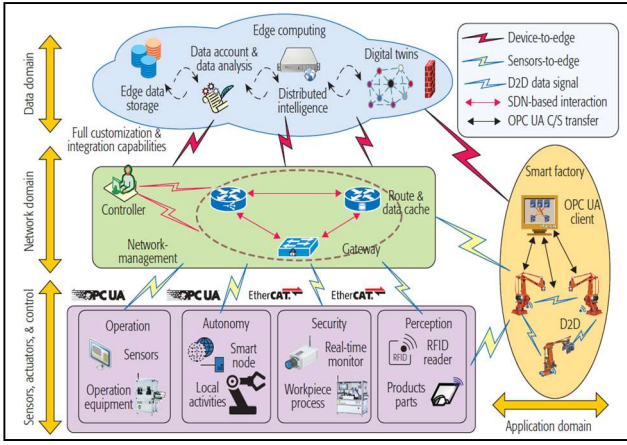 Edge computing
Data account &
data analysis
Digital twins
Edge data
storage
Distributed
intelligence
Full customization &
integration capabilities
Device-to-edge
Sensors-to-edge
D2D data signal
SDN-based interaction
OPC UA C/S transfer
Data domain
Network domain
Sensors, actuators, & control
Controller
Route &
data cache
Network-
management
Gateway
Smart factory
OPC UA
client
D2D
OPC UA
OPC UA
EtherCAT.
EtherCAT.
Operation
Sensors
Operation
equipment
Autonomy
Smart
node
Local
activities
Security
Real-time
monitor
Workpiece
process
Perception
RFID
RFID
reader
Products
parts
Application domain